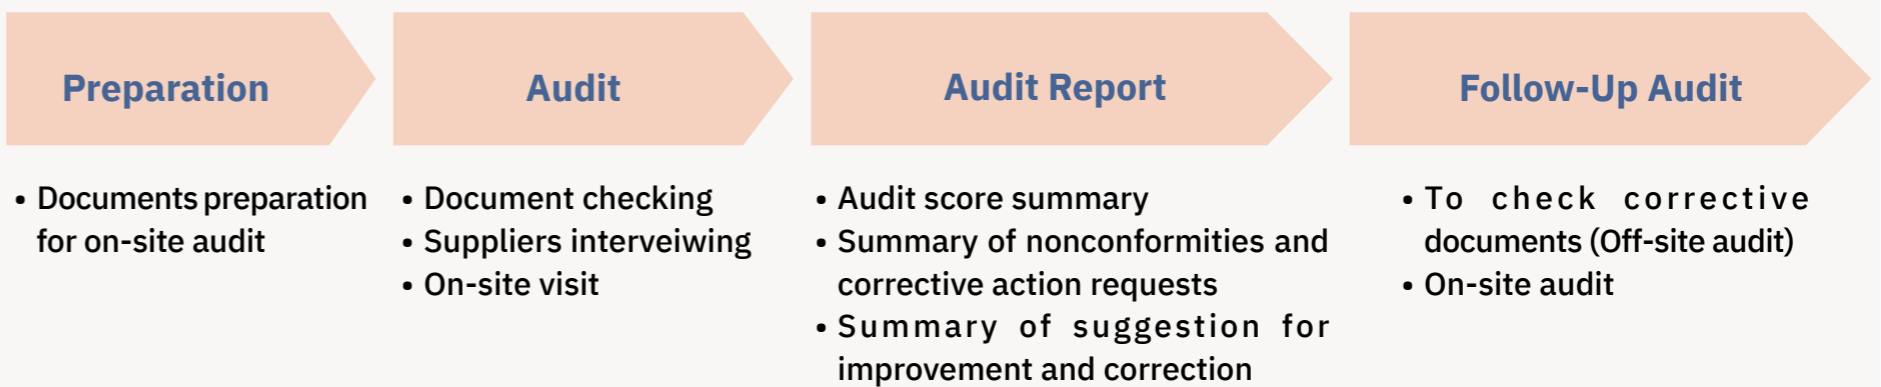 Preparation
• Documents preparation
for on-site audit
Audit
• Document checking
• Suppliers interveiwing
• On-site visit
Audit Report
• Audit score summary
• Summary of nonconformities and
corrective action requests
• Summary of suggestion for
improvement and correction
Follow-Up Audit
• To check corrective
documents (Off-site audit)
• On-site audit